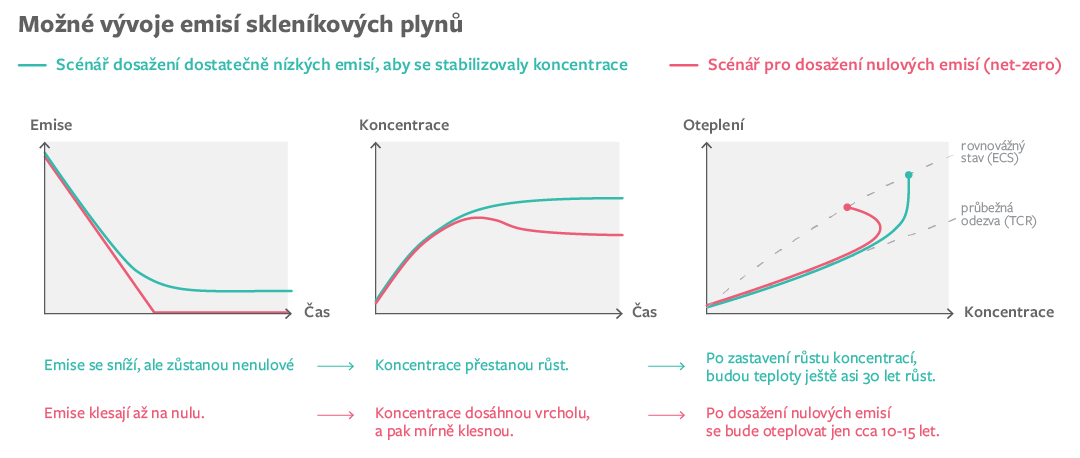 Možné vývoje emisí skleníkových plynů
Scénář dosažení dostatečně nízkých emisí, aby se stabilizovaly koncentrace
Scénář pro dosažení nulových emisí (net-zero)
Emise
Čas
Koncentrace
Čas
Oteplení
rovnovážný
stav (ECS)
průbežná
odezva (TCR)
Koncentrace
Emise se sníží, ale zůstanou nenulové
Koncentrace přestanou růst.
Po zastavení růstu koncentrací,
budou teploty ještě asi 30 let růst.
Emise klesají až na nulu.
Koncentrace dosáhnou vrcholu,
a pak mírně klesnou.
Po dosažení nulových emisí
se bude oteplovat jen cca 10-15 let.